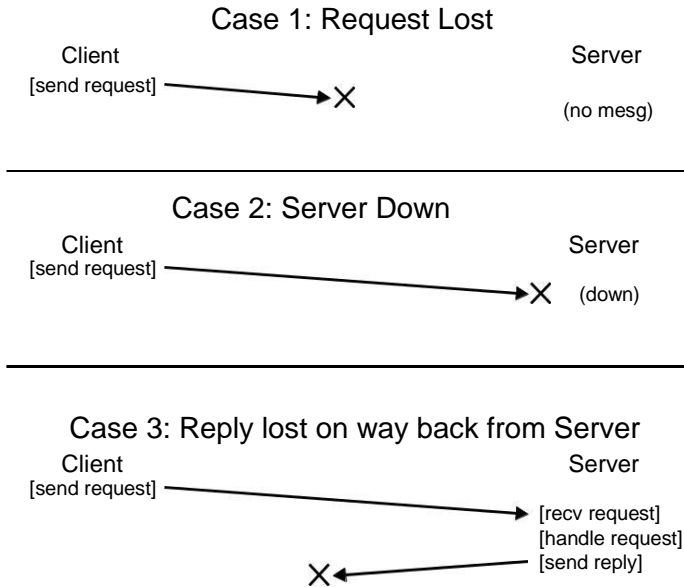 Case 1: Request Lost
Client Server
[send request]
(no mesg)
Case 2: Server Down
Client Server
[send request]
(down)
Case 3: Reply lost on way back from Server
Client Server
[send request]
[recv request]
[handle request]
[send reply]